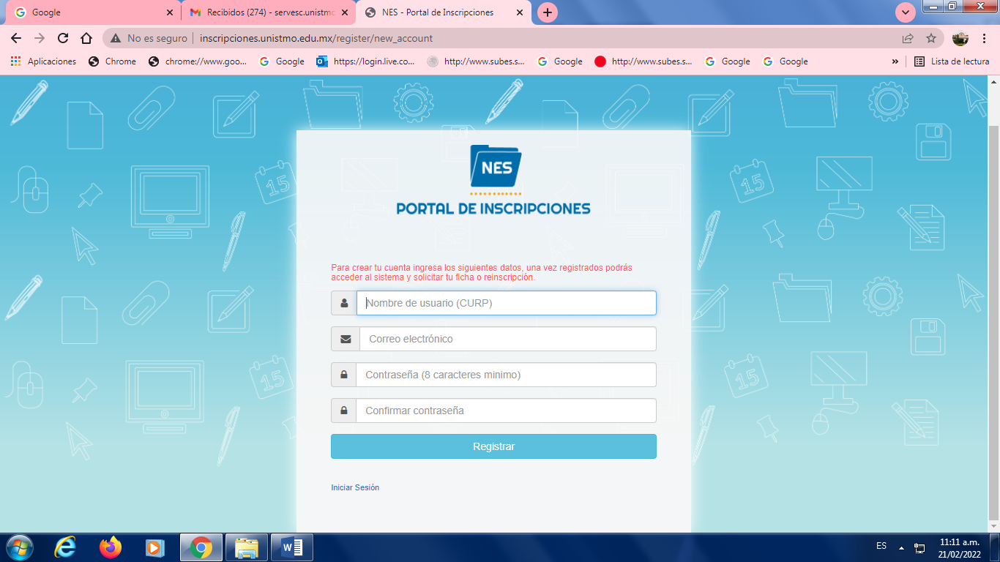 Google
Recibidos (274) - servesc.unistmo
NES - Portal de Inscripciones
No es seguro
inscripciones.unistmo.edu.mx/register/new_account
Aplicaciones
Chrome
chrome://www.goo...
Google
https://login.live.co...
http://www.subes.s...
Google
http://www.subes.s...
Google
Google
»
Lista de lectura
15
15
15
15
NES
PORTAL DE INSCRIPCIONES
Para crear tu cuenta ingresa los siguientes datos, una vez registrados podrás
acceder al sistema y solicitar tu ficha o reinscripción.
Nombre de usuario (CURP)
Correo electrónico
Contraseña (8 caracteres minimo)
Confirmar contraseña
Registrar
Iniciar Sesión
ES
11:11 a.m.
21/02/2022